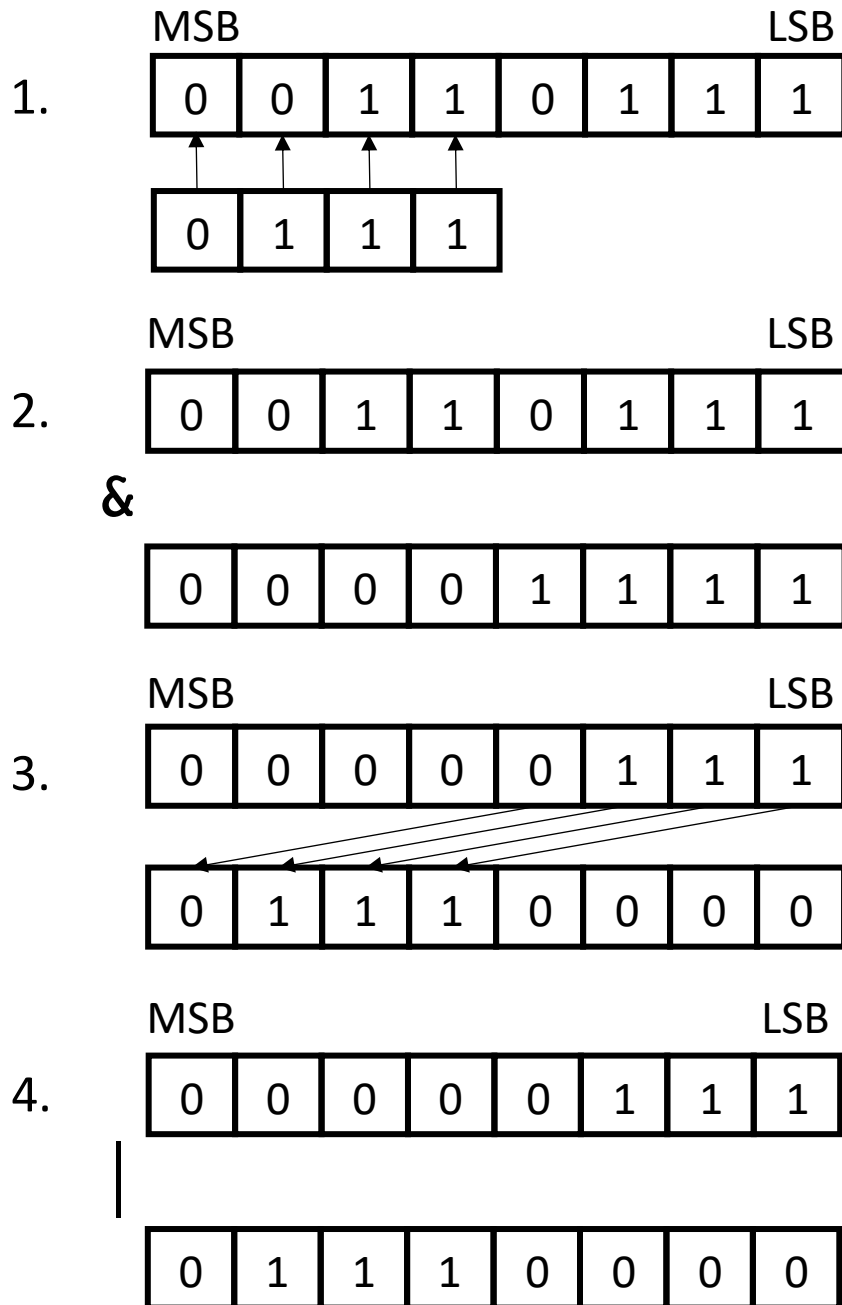 MSB LSB
1. 0 0 1 1 0 1 1 1
0 1 1 1
MSB LSB
2. 0 0 1 1 0 1 1 1
&
0 0 0 0 1 1 1 1
MSB LSB
3. 0 0 0 0 0 1 1 1
0 1 1 1 0 0 0 0
MSB LSB
4. 0 0 0 0 0 1 1 1
|
0 1 1 1 0 0 0 0